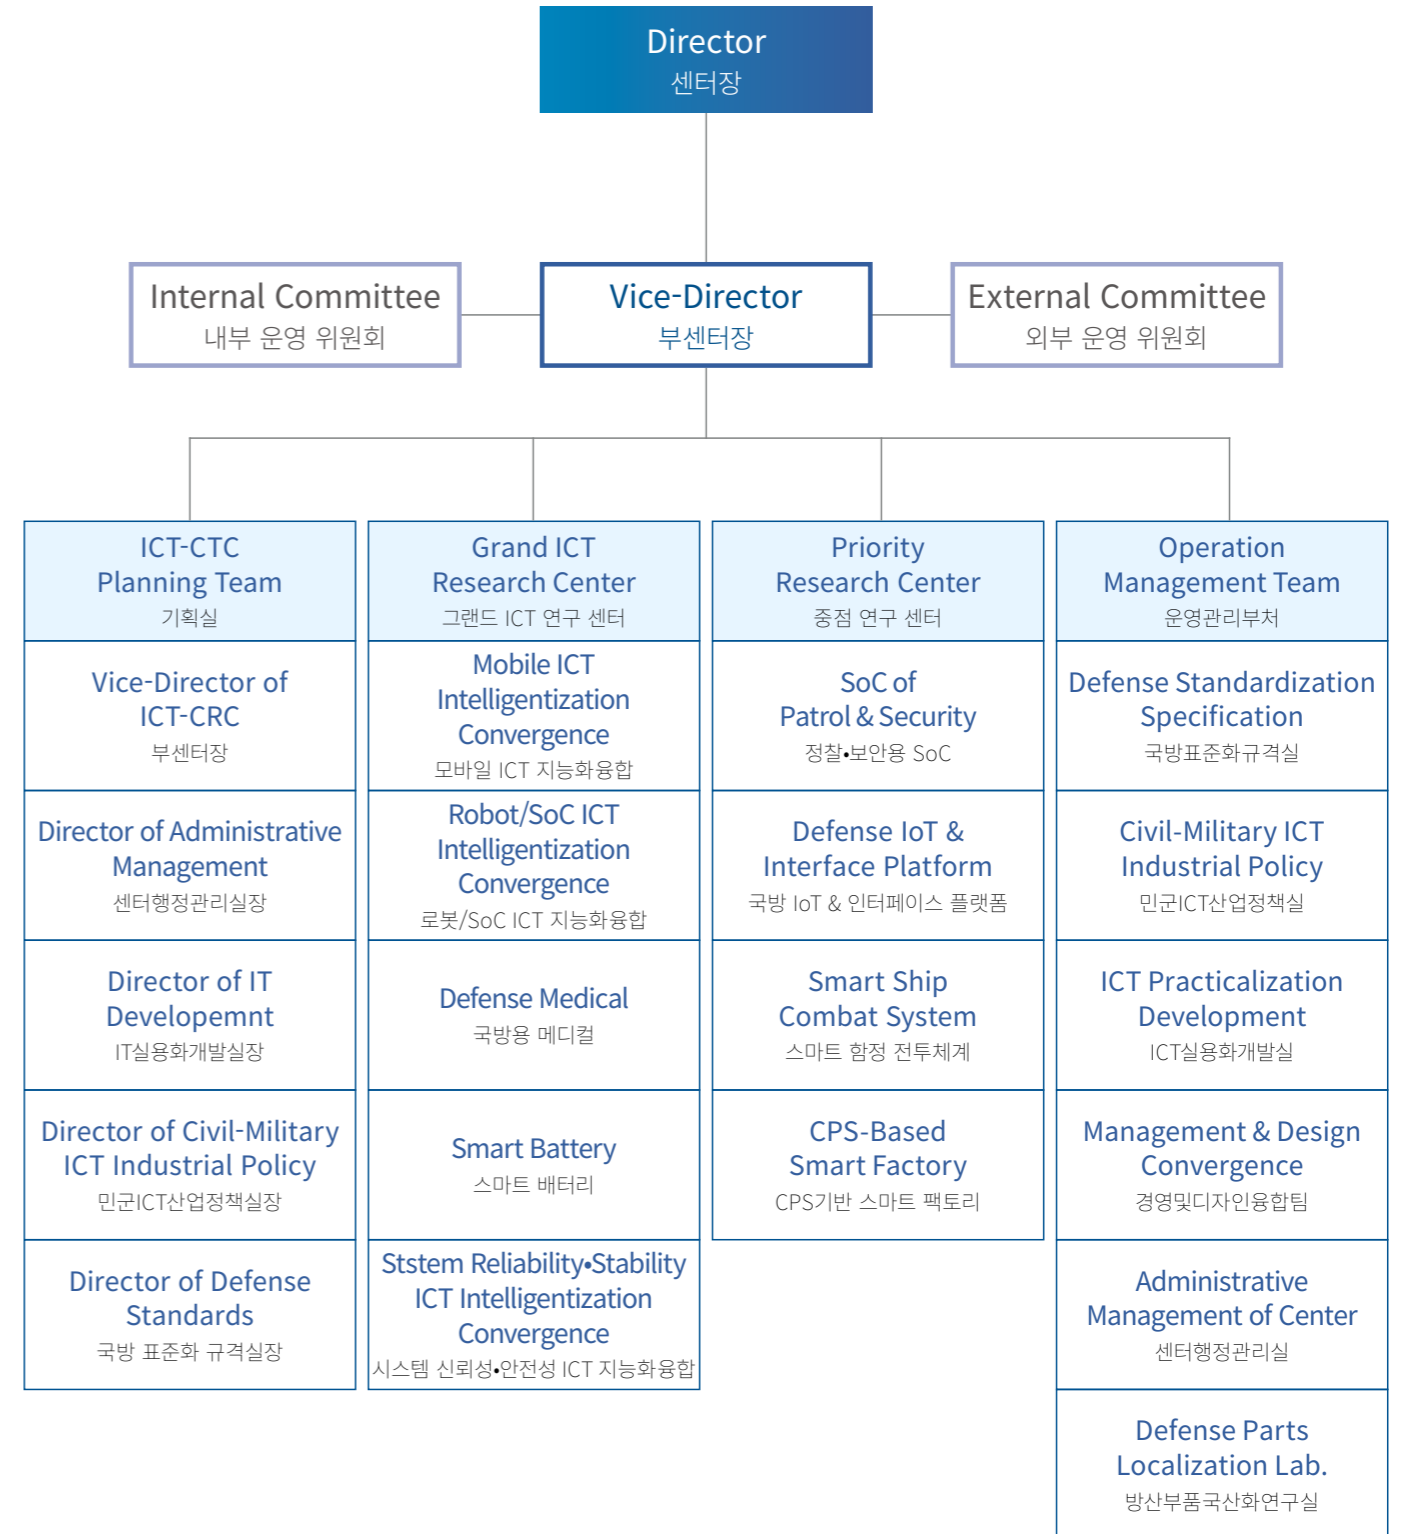 Director
센터장
Internal Committee
내부 운영 위원회
Vice-Director
부센터장
External Committee
외부 운영 위원회
ICT-CTC
Planning Team
기획실
Vice-Director of
ICT-CRC
부센터장
Director of Administrative
Management
센터행정관리실장
Director of IT
Developemnt
IT실용화개발실장
Director of Civil-Military
ICT Industrial Policy
민군ICT산업정책실장
Director of Defense
Standards
국방 표준화 규격실장
Grand ICT
Research Center
그랜드 ICT 연구 센터
Mobile ICT
Intelligentization
Convergence
모바일 ICT 지능화융합
Robot/SoC ICT
Intelligentization
Convergence
로봇/SoC ICT 지능화융합
Defense Medical
국방용 메디컬
Smart Battery
스마트 배터리
Ststem Reliability•Stability
ICT Intelligentization
Convergence
시스템 신뢰성•안전성 ICT 지능화융합
Priority
Research Center
중점 연구 센터
SoC of
Patrol & Security
정찰•보안용 SoC
Defense IoT &
Interface Platform
국방 IoT & 인터페이스 플랫폼
Smart Ship
Combat System
스마트 함정 전투체계
CPS-Based
Smart Factory
CPS기반 스마트 팩토리
Operation
Management Team
운영관리부처
Defense Standardization
Specification
국방표준화규격실
Civil-Military ICT
Industrial Policy
민군ICT산업정책실
ICT Practicalization
Development
ICT실용화개발실
Management & Design
Convergence
경영및디자인융합팀
Administrative
Management of Center
센터행정관리실
Defense Parts
Localization Lab.
방산부품국산화연구실